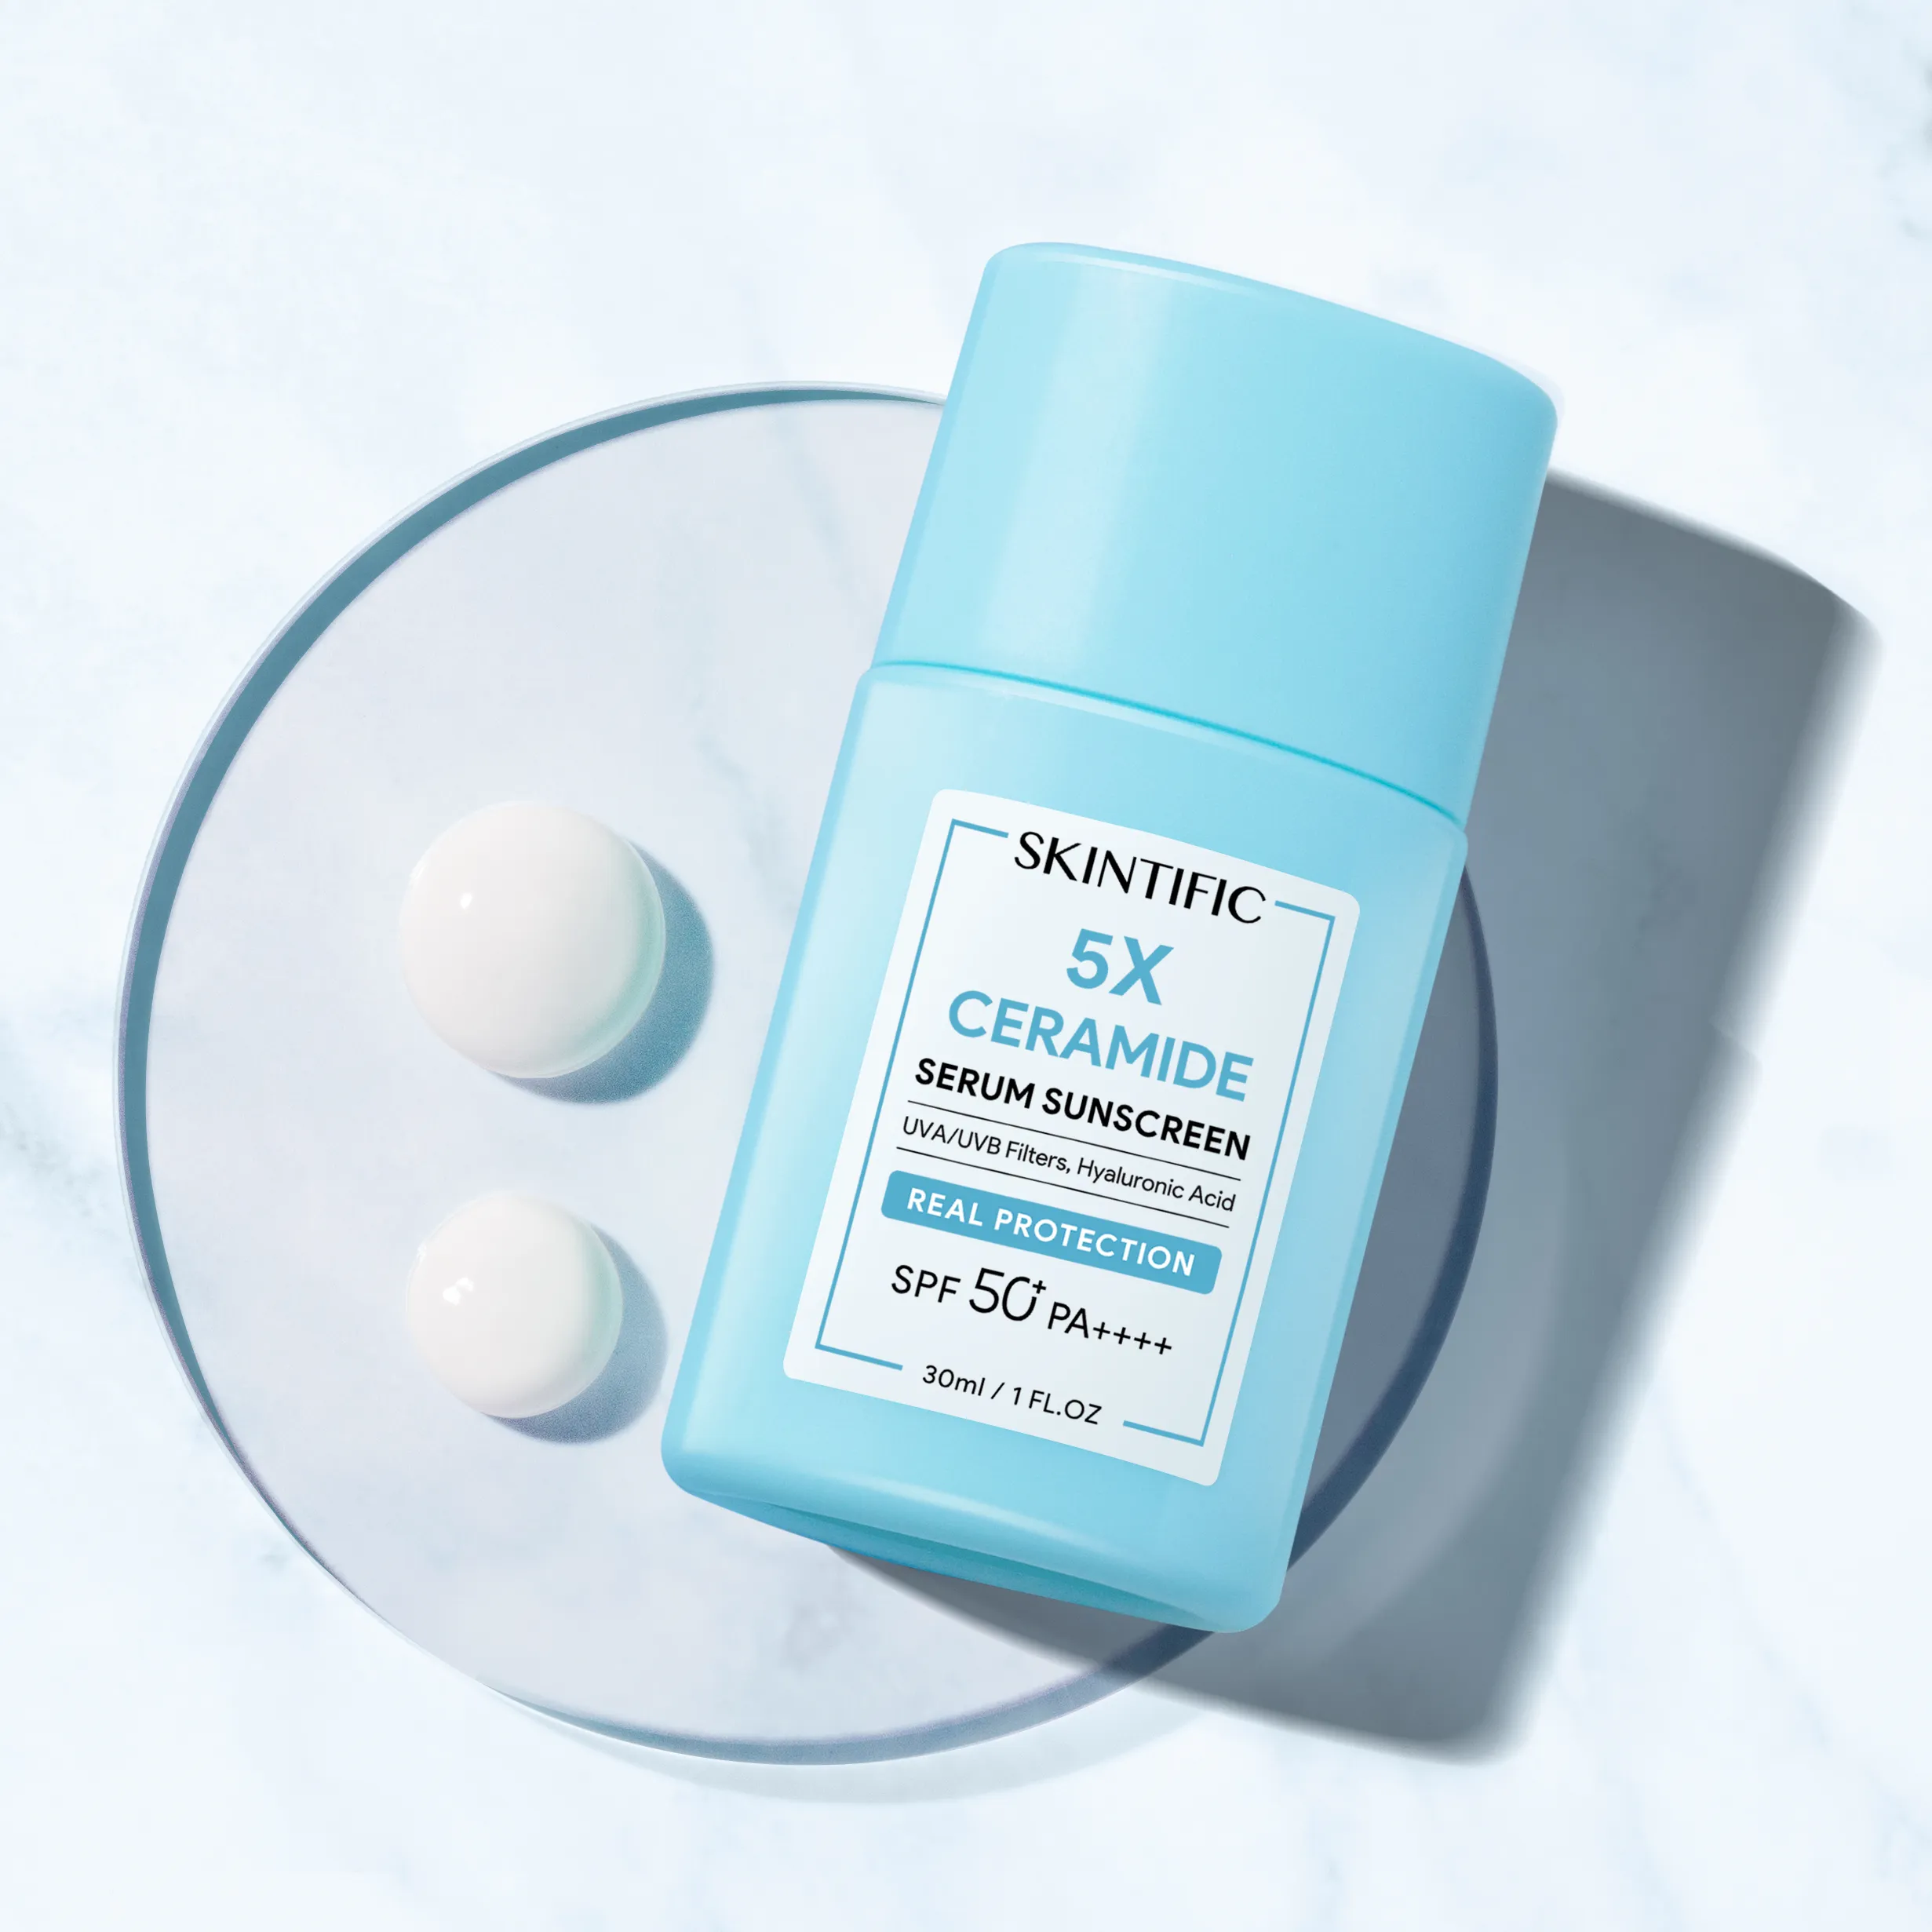 SKINTIFIC
5X
CERAMIDE
SERUM SUNSCREEN
UVA/UVB Filters, Hyaluronic Acid
REAL PROTECTION
SPF 50+ PA++++
30ml / 1 FL.OZ